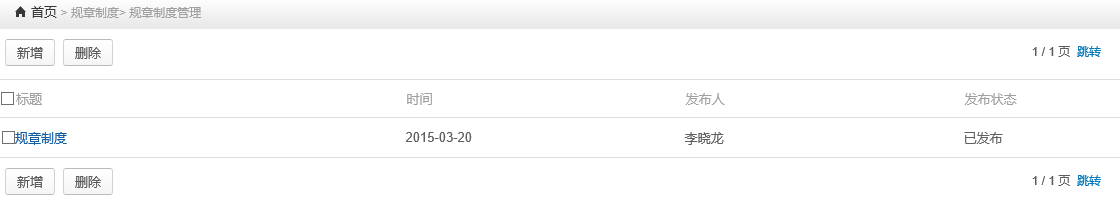 首页 > 规章制度> 规章制度管理
新增 删除 1 / 1 页 跳转
标题 时间 发布人 发布状态
规章制度 2015-03-20 李晓龙 已发布
新增 删除 1 / 1 页 跳转